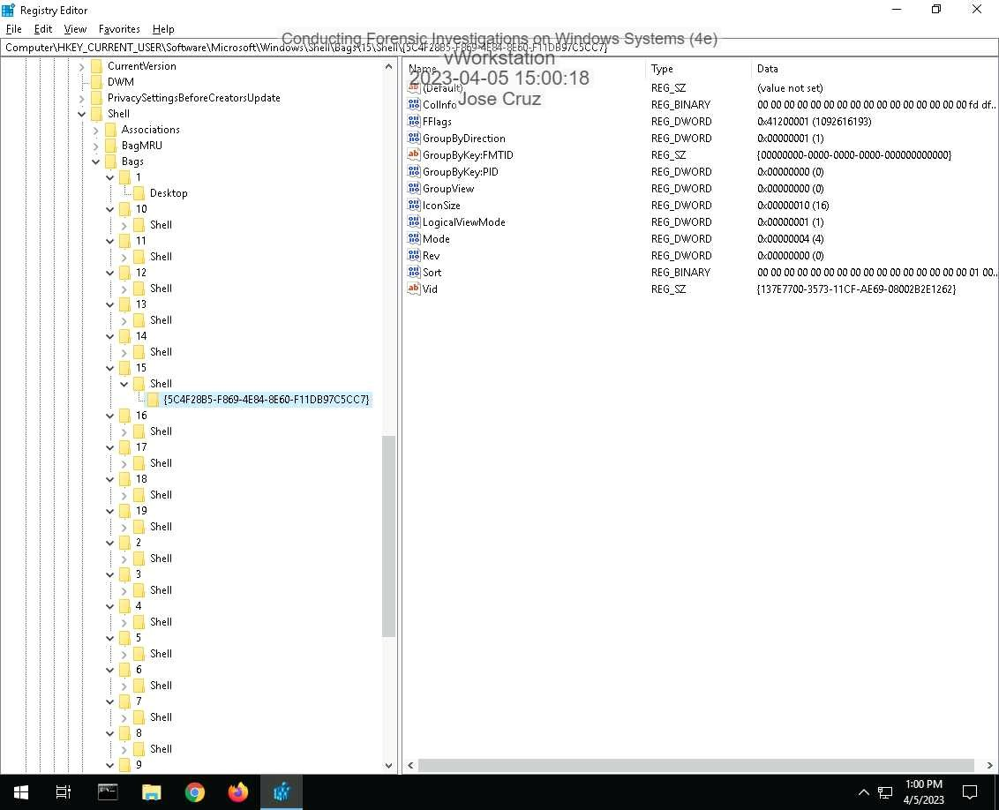 Registry Editor
File Edit View Favorites Help
Conducting Forensic Investigations on Windows Systems (4e)
Computer\HKEY_CURRENT_USER\Software\Microsoft\Windows\Shell\Bags\15\Shell\{5C4F28B5-F869-4E84-8E60-F11DB97C5CC7}
vWorkstation
2023-04-05 15:00:18
Jose Cruz
CurrentVersion
DWM
PrivacySettingsBeforeCreatorsUpdate
Shell
Associations
BagMRU
Bags
1
Desktop
10
Shell
11
Shell
12
Shell
13
Shell
14
Shell
15
Shell
{5C4F28B5-F869-4E84-8E60-F11DB97C5CC7}
16
Shell
17
Shell
18
Shell
19
Shell
2
Shell
3
Shell
4
Shell
5
Shell
6
Shell
7
Shell
8
Shell
9
Name Type Data
(Default) REG_SZ (value not set)
ColInfo REG_BINARY 00 00 00 00 00 00 00 00 00 00 00 00 00 00 00 00 fd df...
FFlags REG_DWORD 0x41200001 (1092616193)
GroupByDirection REG_DWORD 0x00000001 (1)
GroupByKey:FMTID REG_SZ {00000000-0000-0000-0000-000000000000}
GroupByKey:PID REG_DWORD 0x00000000 (0)
GroupView REG_DWORD 0x00000000 (0)
IconSize REG_DWORD 0x00000010 (16)
LogicalViewMode REG_DWORD 0x00000001 (1)
Mode REG_DWORD 0x00000004 (4)
Rev REG_DWORD 0x00000000 (0)
Sort REG_BINARY 00 00 00 00 00 00 00 00 00 00 00 00 00 00 00 00 01 00...
Vid REG_SZ {137E7700-3573-11CF-AE69-08002B2E1262}
1:00 PM
4/5/2023